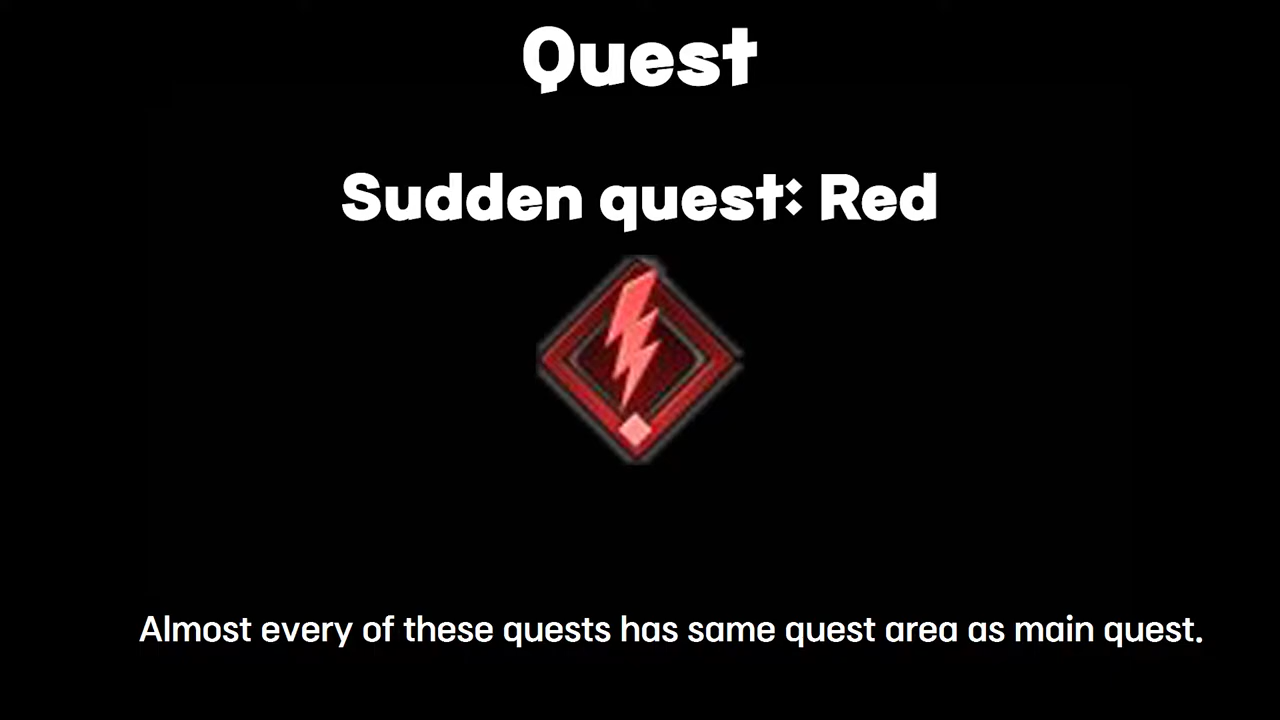 Quest
Sudden quest: Red
Almost every of these quests has same quest area as main quest.